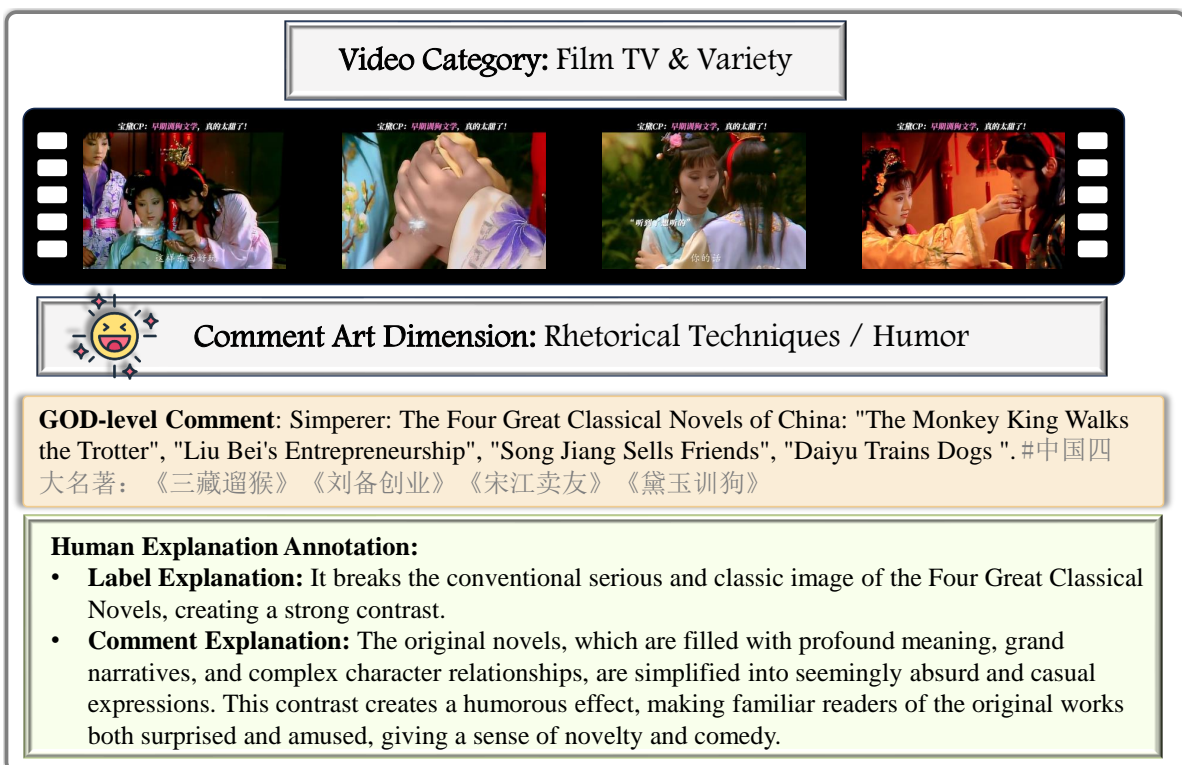 Video Category: Film TV & Variety
宝黛CP：早期训狗文学，真的太甜了！
宝黛CP：早期训狗文学，真的太甜了！
宝黛CP：早期训狗文学，真的太甜了！
宝黛CP：早期训狗文学，真的太甜了！
这样东西好玩
你的话
Comment Art Dimension: Rhetorical Techniques / Humor
GOD-level Comment: Simperer: The Four Great Classical Novels of China: "The Monkey King Walks
the Trotter", "Liu Bei's Entrepreneurship", "Song Jiang Sells Friends", "Daiyu Trains Dogs ". #中国四
大名著：《三藏遛猴》《刘备创业》《宋江卖友》《黛玉训狗》
Human Explanation Annotation:
• Label Explanation: It breaks the conventional serious and classic image of the Four Great Classical
Novels, creating a strong contrast.
• Comment Explanation: The original novels, which are filled with profound meaning, grand
narratives, and complex character relationships, are simplified into seemingly absurd and casual
expressions. This contrast creates a humorous effect, making familiar readers of the original works
both surprised and amused, giving a sense of novelty and comedy.